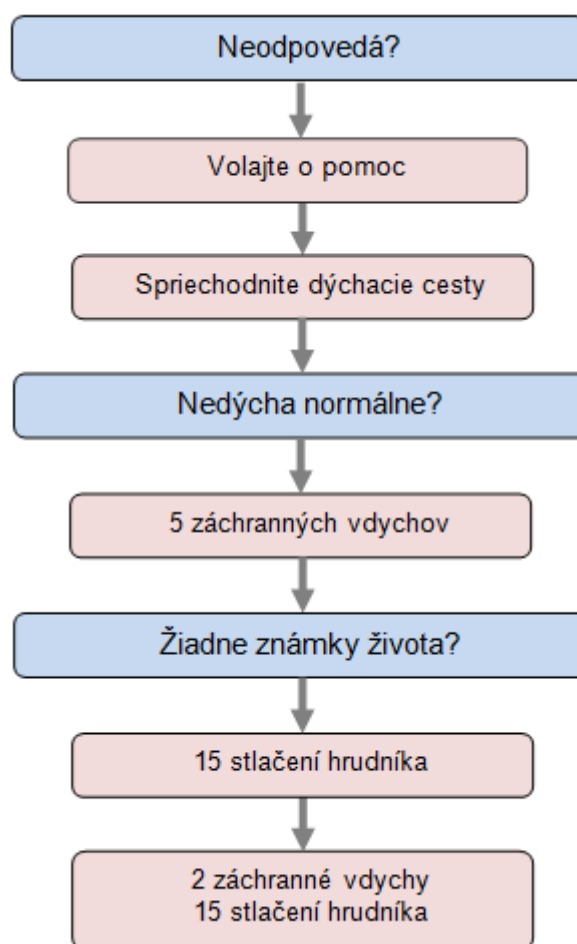 Neodpovedá?
Volajte o pomoc
Spriechodnite dýchacie cesty
Nedýcha normálne?
5 záchranných vdychov
Žiadne známky života?
15 stlačení hrudníka
2 záchranné vdychy
15 stlačení hrudníka